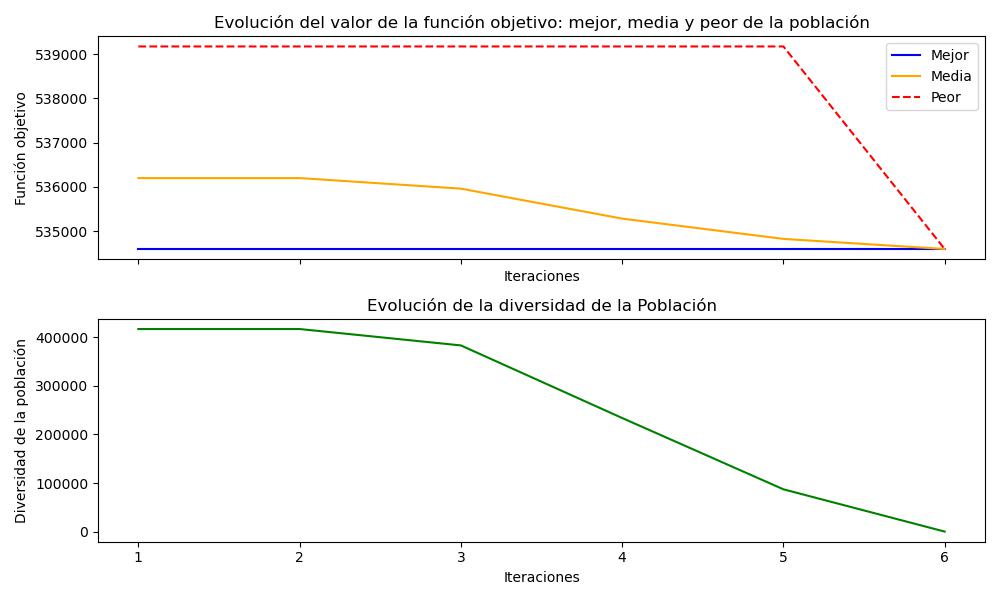 Evolución del valor de la función objetivo: mejor, media y peor de la población
Función objetivo
539000
538000
537000
536000
535000
Mejor
Media
Peor
Iteraciones
Evolución de la diversidad de la Población
Diversidad de la población
400000
300000
200000
100000
0
1 2 3 4 5 6
Iteraciones